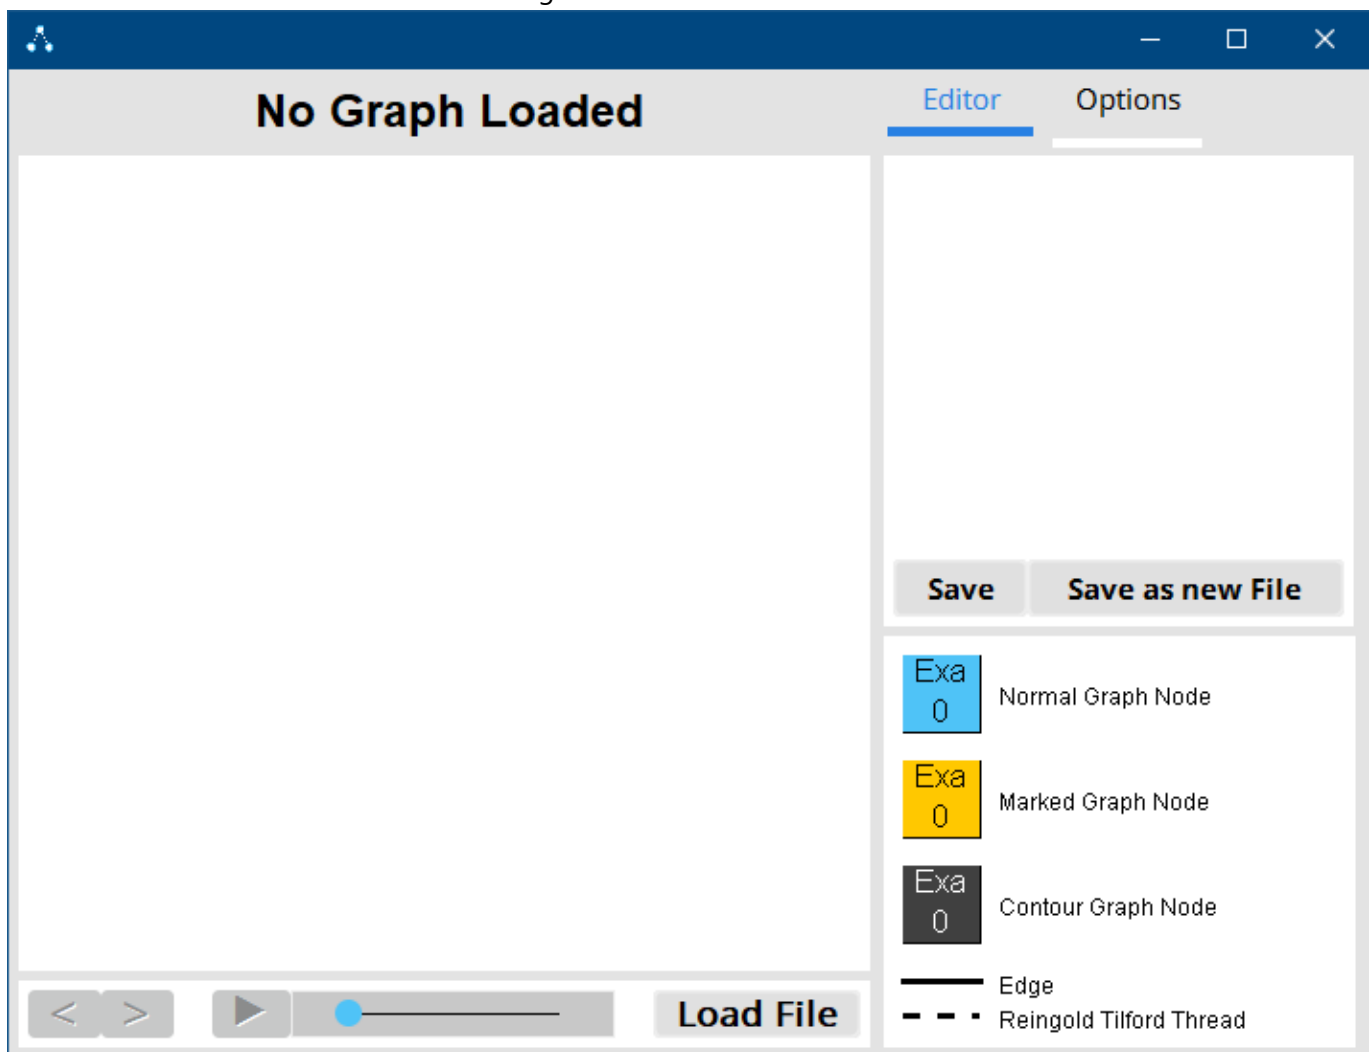 No Graph Loaded
Editor
Options
Save
Save as new File
Exa
0
Normal Graph Node
Exa
0
Marked Graph Node
Exa
0
Contour Graph Node
Edge
Reingold Tilford Thread
<
>
Load File